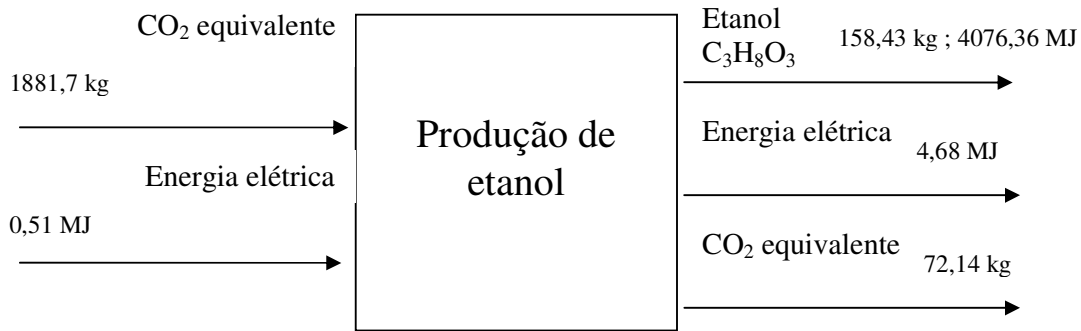 CO₂ equivalente
1881,7 kg
Energia elétrica
0,51 MJ
Produção de
etanol
Etanol
C₃H₈O₃
158,43 kg ; 4076,36 MJ
Energia elétrica
4,68 MJ
CO₂ equivalente
72,14 kg